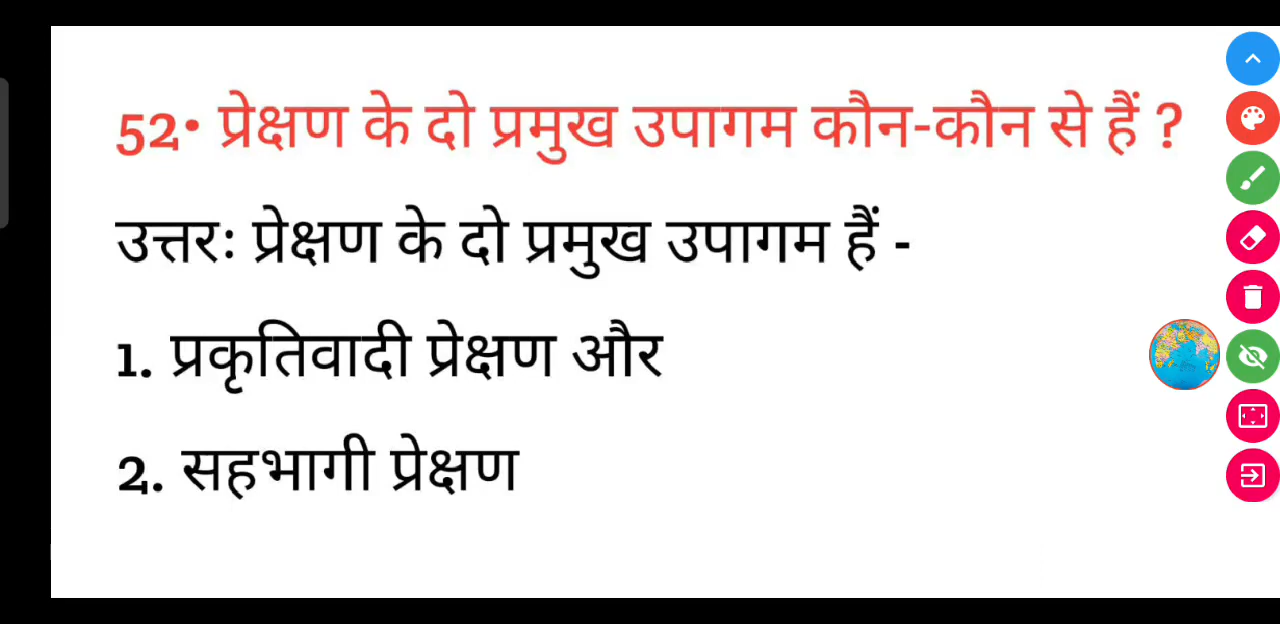 52• प्रेक्षण के दो प्रमुख उपागम कौन-कौन से हैं ?
उत्तरः प्रेक्षण के दो प्रमुख उपागम हैं -
1. प्रकृतिवादी प्रेक्षण और
2. सहभागी प्रेक्षण